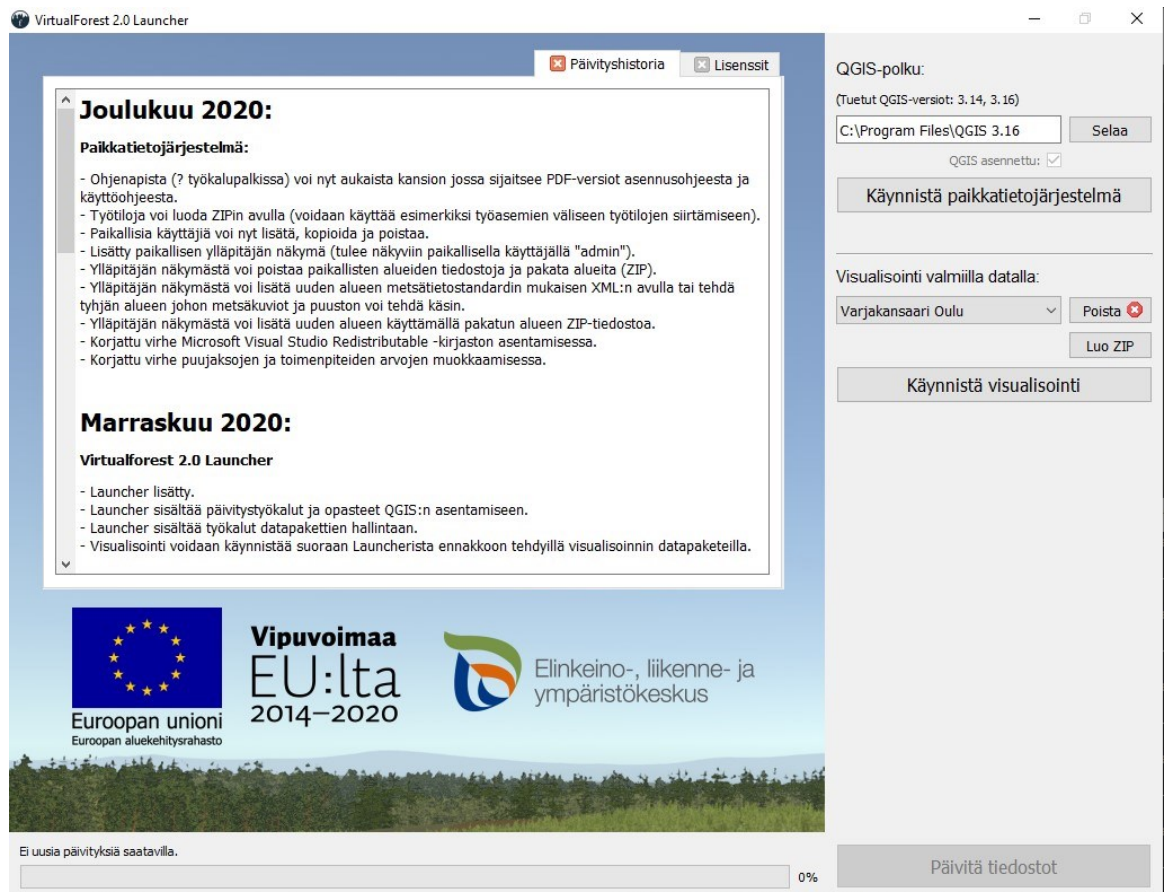 VirtualForest 2.0 Launcher
Päivityshistoria
Lisenssit
Joulukuu 2020:
Paikkatietojärjestelmä:
- Ohjenapista (? työkalupalkissa) voi nyt aukaista kansion jossa sijaitsee PDF-versiot asennusohjeesta ja
käyttöohjeesta.
- Työtiloja voi luoda ZIPin avulla (voidaan käyttää esimerkiksi työasemien väliseen työtilojen siirtämiseen).
- Paikallisia käyttäjiä voi nyt lisätä, kopioida ja poistaa.
- Lisätty paikallisen ylläpitäjän näkymä (tulee näkyviin paikallisella käyttäjällä "admin").
- Ylläpitäjän näkymästä voi poistaa paikallisten alueiden tiedostoja ja pakata alueita (ZIP).
- Ylläpitäjän näkymästä voi lisätä uuden alueen metsätietostandardin mukaisen XML:n avulla tai tehdä
tyhjän alueen johon metsäkuviot ja puuston voi tehdä käsin.
- Ylläpitäjän näkymästä voi lisätä uuden alueen käyttämällä pakatun alueen ZIP-tiedostoa.
- Korjattu virhe Microsoft Visual Studio Redistributable -kirjaston asentamisessa.
- Korjattu virhe puujaksojen ja toimenpiteiden arvojen muokkaamisessa.
Marraskuu 2020:
Virtualforest 2.0 Launcher
- Launcher lisätty.
- Launcher sisältää päivitystyökalut ja opasteet QGIS:n asentamiseen.
- Launcher sisältää työkalut datapakettien hallintaan.
- Visualisointi voidaan käynnistää suoraan Launcherista ennakkoon tehdyillä visualisoinnin datapaketeilla.
Euroopan unioni
Euroopan aluekehitysrahasto
Vipuvoimaa
EU:lta
2014–2020
Elinkeino-, liikenne- ja
ympäristökeskus
Ei uusia päivityksiä saatavilla.
0%
QGIS-polku:
(Tuetut QGIS-versiot: 3.14, 3.16)
C:\Program Files\QGIS 3.16
Selaa
QGIS asennettu:
Käynnistä paikkatietojärjestelmä
Visualisointi valmiilla datalla:
Varjakansaari Oulu
Poista
Luo ZIP
Käynnistä visualisointi
Päivitä tiedostot